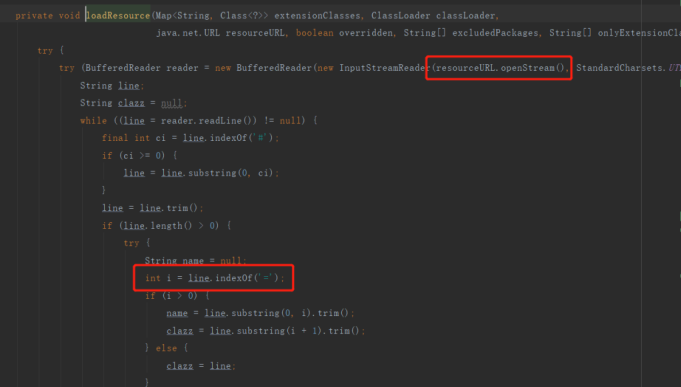 private void loadResource(Map<String, Class<?>> extensionClasses, ClassLoader classLoader,
java.net.URL resourceURL, boolean overridden, String[] excludedPackages, String[] onlyExtensionCla
try {
try (BufferedReader reader = new BufferedReader(new InputStreamReader(resourceURL.openStream(), StandardCharsets.UT
String line;
String clazz = null;
while ((line = reader.readLine()) != null) {
final int ci = line.indexOf('#');
if (ci >= 0) {
line = line.substring(0, ci);
}
line = line.trim();
if (line.length() > 0) {
try {
String name = null;
int i = line.indexOf('=');
if (i > 0) {
name = line.substring(0, i).trim();
clazz = line.substring(i + 1).trim();
} else {
clazz = line;
}